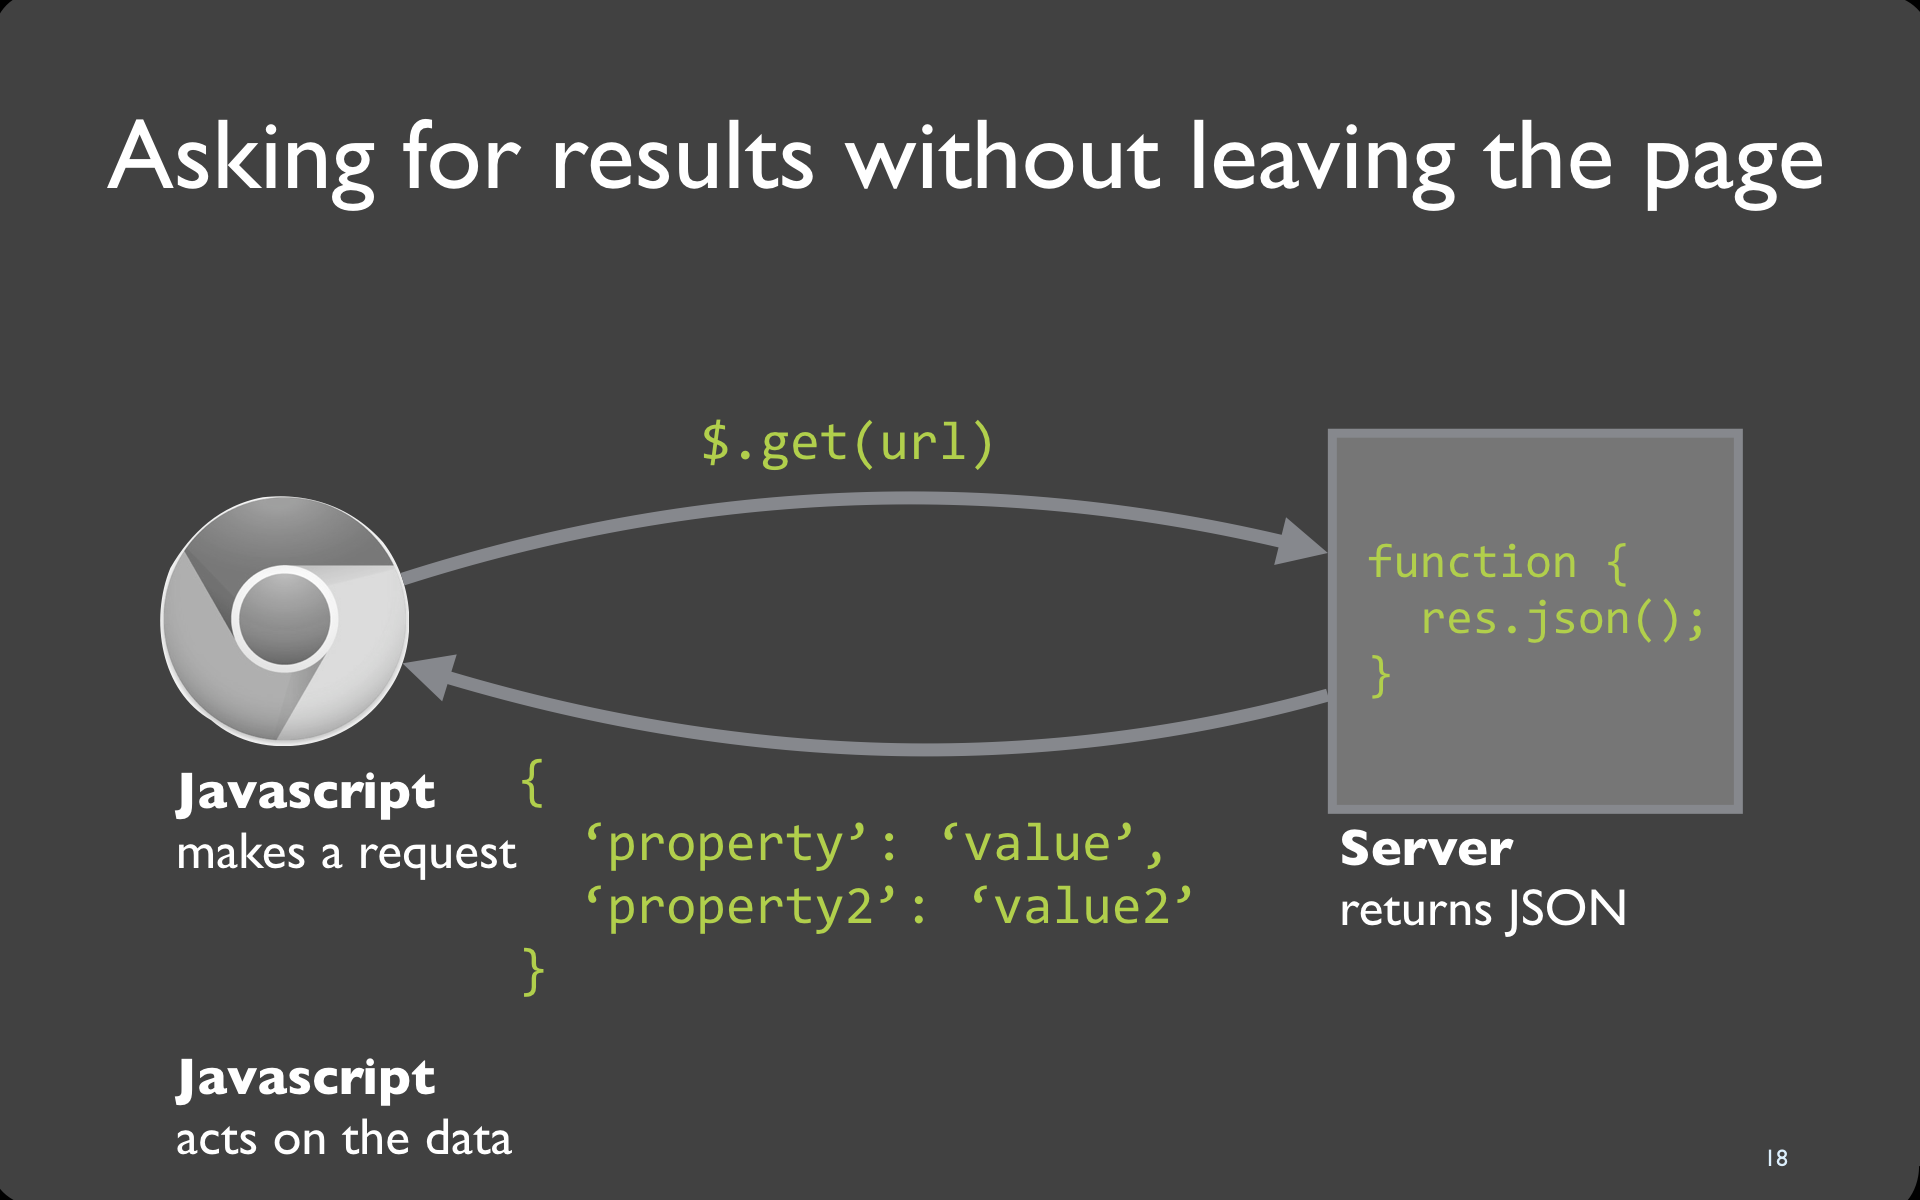 Asking for results without leaving the page
$.get(url)
function {
  res.json();
}
Javascript
makes a request
{
  ‘property’: ‘value’,
  ‘property2’: ‘value2’
}
Server
returns JSON
Javascript
acts on the data
18